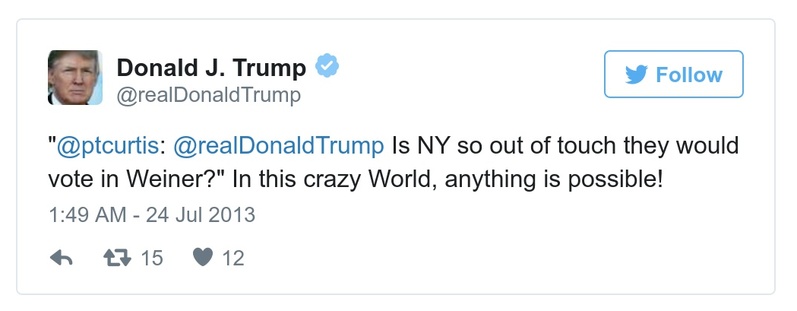 Donald J. Trump
@realDonaldTrump
Follow
"@ptcurtis: @realDonaldTrump Is NY so out of touch they would
vote in Weiner?" In this crazy World, anything is possible!
1:49 AM - 24 Jul 2013
15 12